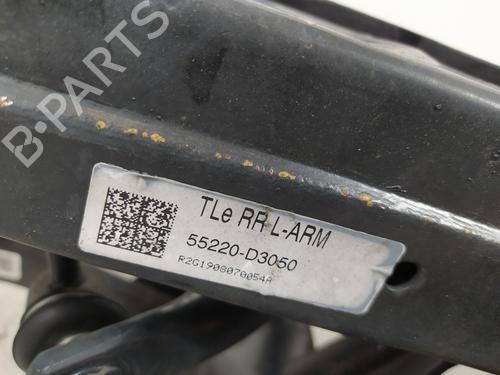 B-PARTS
TLe RR L-ARM
55220-D3050
R2G1908070054A